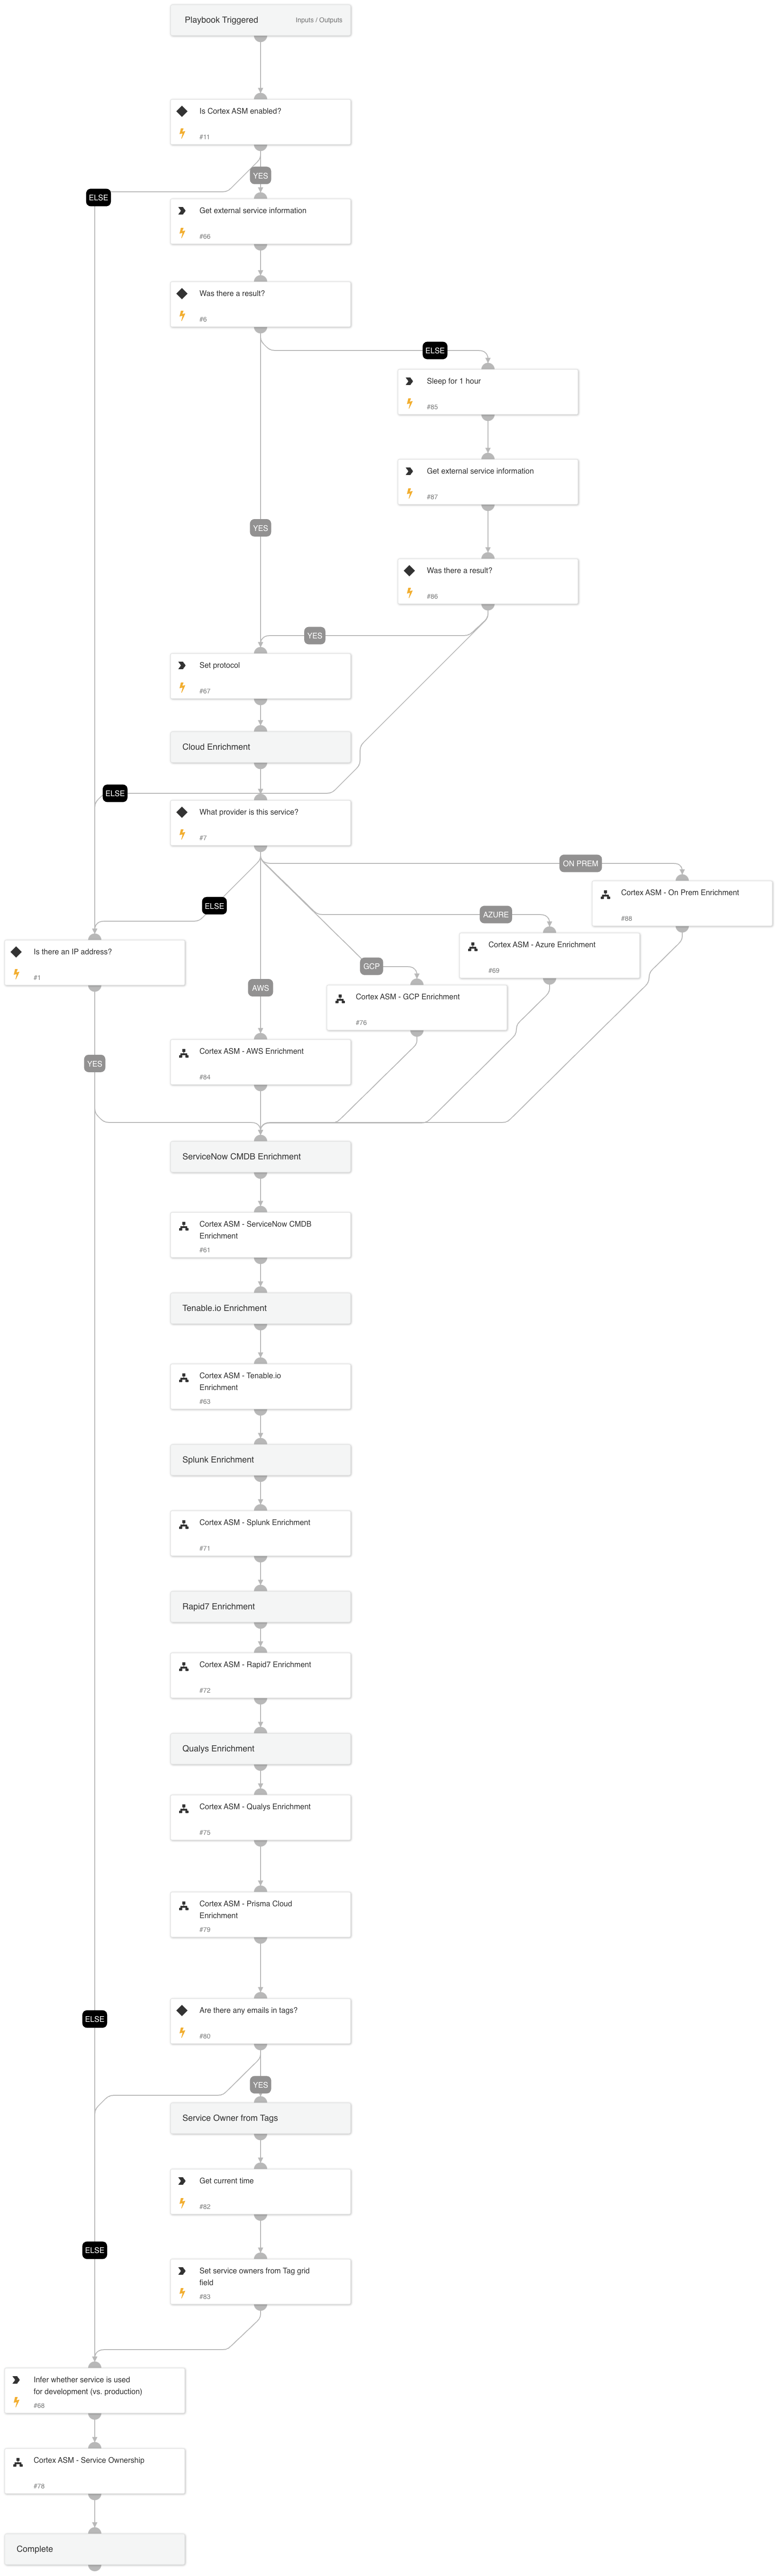 Playbook Triggered
Inputs / Outputs
Is Cortex ASM enabled?
#11
YES
ELSE
Get external service information
#66
Was there a result?
#6
ELSE
Sleep for 1 hour
#85
Get external service information
#87
YES
Was there a result?
#86
YES
Set protocol
#67
Cloud Enrichment
ELSE
What provider is this service?
#7
ON PREM
Cortex ASM - On Prem Enrichment
#88
ELSE
AZURE
Cortex ASM - Azure Enrichment
#69
Is there an IP address?
#1
GCP
AWS
Cortex ASM - GCP Enrichment
#76
Cortex ASM - AWS Enrichment
#84
YES
ServiceNow CMDB Enrichment
Cortex ASM - ServiceNow CMDB
Enrichment
#61
Tenable.io Enrichment
Cortex ASM - Tenable.io
Enrichment
#63
Splunk Enrichment
Cortex ASM - Splunk Enrichment
#71
Rapid7 Enrichment
Cortex ASM - Rapid7 Enrichment
#72
Qualys Enrichment
Cortex ASM - Qualys Enrichment
#75
Cortex ASM - Prisma Cloud
Enrichment
#79
Are there any emails in tags?
#80
ELSE
YES
Service Owner from Tags
Get current time
#82
ELSE
Set service owners from Tag grid
field
#83
Infer whether service is used
for development (vs. production)
#68
Cortex ASM - Service Ownership
#78
Complete